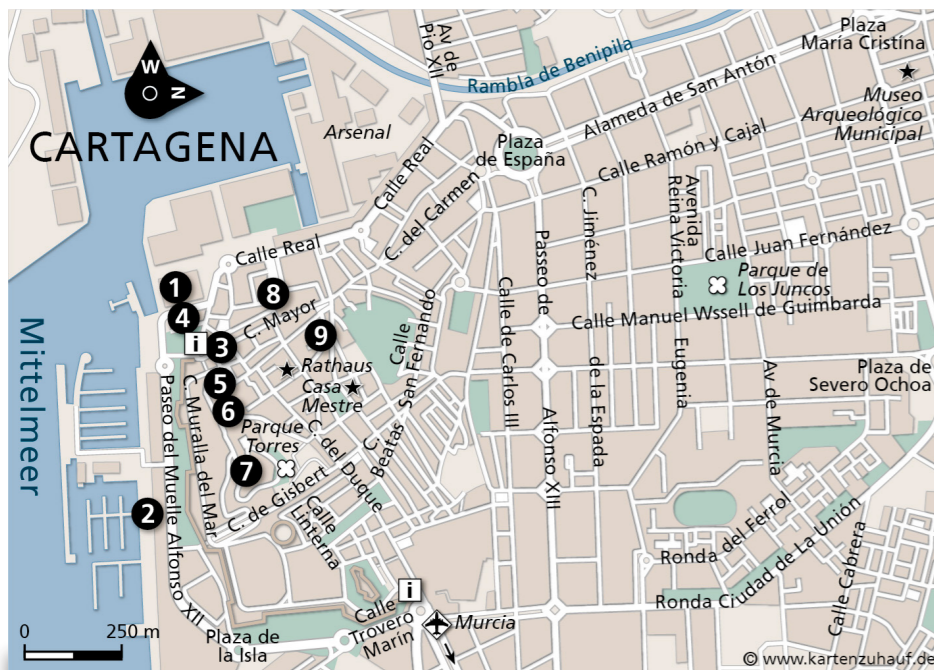 W
N
CARTAGENA
Mittelmeer
Av de
Pio XII
Rambla de Benipila
Plaza
María Cristína
Museo
Arqueológico
Municipal
Alameda de San Antón
Arsenal
Plaza
de España
Calle Ramón y Cajal
Calle Real
C. del Carmen
Calle Real
C. Jiménez
de la Espada
Avenida
Reina Victoria
Eugenia
Calle Juan Fernández
Paseo de
Alfonso XIII
Calle de Carlos III
Parque de
Los Juncos
Calle Manuel Wssell de Guimbarda
1
8
4
C. Mayor
9
i
3
Calle
San Fernando
Rathaus
Casa
Mestre
5
6
Plaza de
Severo Ochoa
Av de Murcia
Parque
Torres
7
C. del Duque
C.
Beatas
Paseo del Muelle Alfonso XII
C. Muralla del Mar
C. de Gisbert
Calle
Linterna
2
Ronda del Ferrol
Ronda Ciudad de La Unión
Calle Cabrera
i
Calle
Trovero
Marín
Murcia
Plaza de
la Isla
0 250 m
© www.kartenzuhauf.de